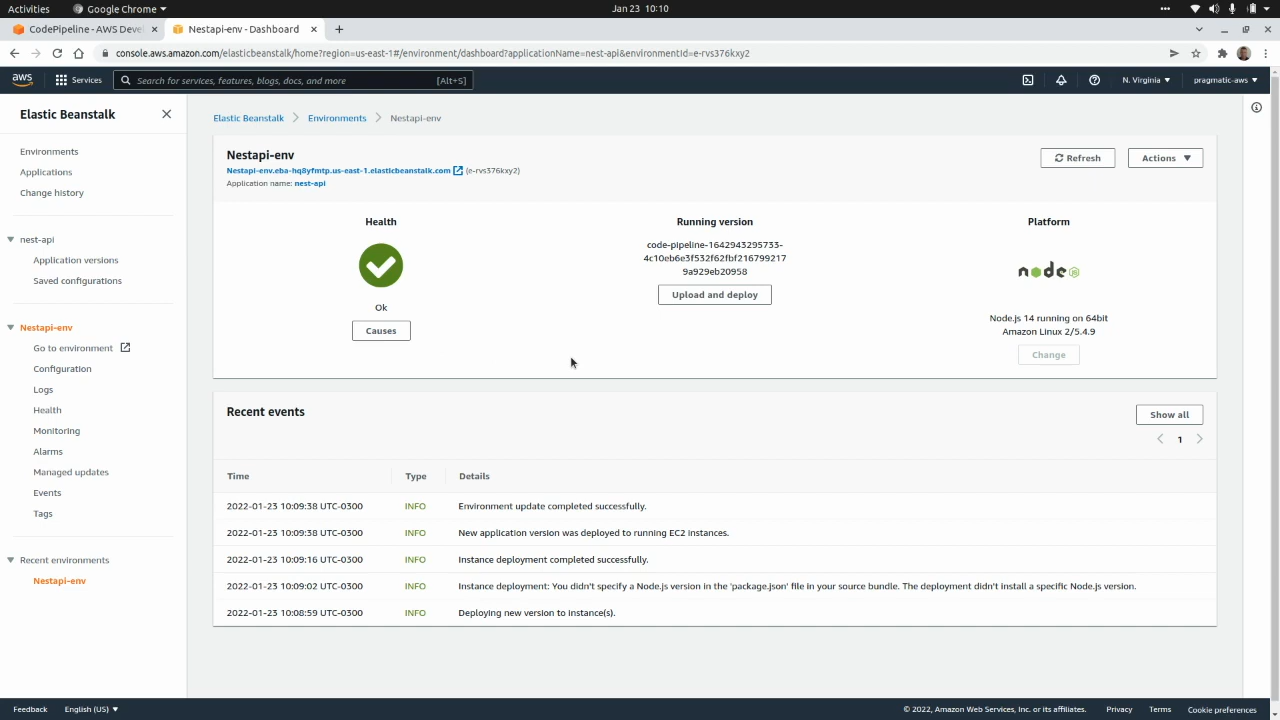 Activities
Google Chrome
Jan 23 10:10
CodePipeline - AWS Deve
Nestapi-env - Dashboard
console.aws.amazon.com/elasticbeanstalk/home?region=us-east-1#/environment/dashboard?applicationName=nest-api&environmentId=e-rvs376kxy2
aws
Services
Search for services, features, blogs, docs, and more
[Alt+S]
N. Virginia
pragmatic-aws
Elastic Beanstalk
Environments
Applications
Change history
nest-api
Application versions
Saved configurations
Nestapi-env
Go to environment
Configuration
Logs
Health
Monitoring
Alarms
Managed updates
Events
Tags
Recent environments
Nestapi-env
Elastic Beanstalk
Environments
Nestapi-env
Nestapi-env
Nestapi-env.eba-hq8yfmtp.us-east-1.elasticbeanstalk.com (e-rvs376kxy2)
Application name: nest-api
Refresh
Actions
Health
Ok
Causes
Running version
code-pipeline-1642943295733-
4c10eb6e3f532f62fbf216799217
9a929eb20958
Upload and deploy
Platform
node
Node.js 14 running on 64bit
Amazon Linux 2/5.4.9
Change
Recent events
Show all
1
Time Type Details
2022-01-23 10:09:38 UTC-0300 INFO Environment update completed successfully.
2022-01-23 10:09:38 UTC-0300 INFO New application version was deployed to running EC2 instances.
2022-01-23 10:09:16 UTC-0300 INFO Instance deployment completed successfully.
2022-01-23 10:09:02 UTC-0300 INFO Instance deployment: You didn't specify a Node.js version in the 'package.json' file in your source bundle. The deployment didn't install a specific Node.js version.
2022-01-23 10:08:59 UTC-0300 INFO Deploying new version to instance(s).
Feedback
English (US)
© 2022, Amazon Web Services, Inc. or its affiliates.
Privacy
Terms
Cookie preferences